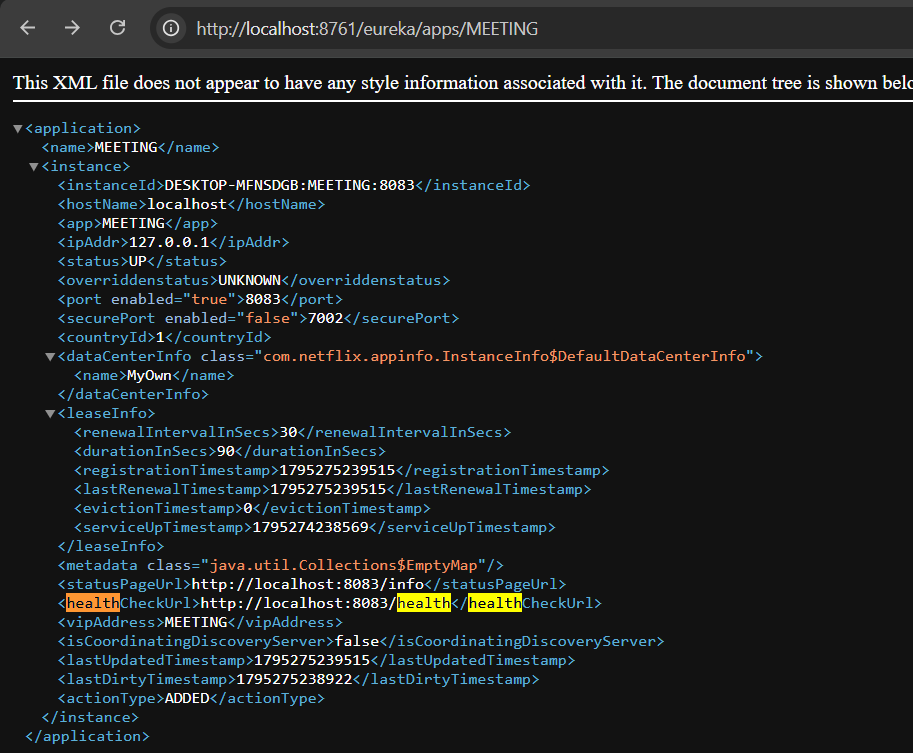 http://localhost:8761/eureka/apps/MEETING
This XML file does not appear to have any style information associated with it. The document tree is shown belo
▼<application>
<name>MEETING</name>
▼<instance>
<instanceId>DESKTOP-MFNSDGB:MEETING:8083</instanceId>
<hostName>localhost</hostName>
<app>MEETING</app>
<ipAddr>127.0.0.1</ipAddr>
<status>UP</status>
<overriddenstatus>UNKNOWN</overriddenstatus>
<port enabled="true">8083</port>
<securePort enabled="false">7002</securePort>
<countryId>1</countryId>
▼<dataCenterInfo class="com.netflix.appinfo.InstanceInfo$DefaultDataCenterInfo">
<name>MyOwn</name>
</dataCenterInfo>
▼<leaseInfo>
<renewalIntervalInSecs>30</renewalIntervalInSecs>
<durationInSecs>90</durationInSecs>
<registrationTimestamp>1795275239515</registrationTimestamp>
<lastRenewalTimestamp>1795275239515</lastRenewalTimestamp>
<evictionTimestamp>0</evictionTimestamp>
<serviceUpTimestamp>1795274238569</serviceUpTimestamp>
</leaseInfo>
<metadata class="java.util.Collections$EmptyMap"/>
<statusPageUrl>http://localhost:8083/info</statusPageUrl>
<healthCheckUrl>http://localhost:8083/health</healthCheckUrl>
<vipAddress>MEETING</vipAddress>
<isCoordinatingDiscoveryServer>false</isCoordinatingDiscoveryServer>
<lastUpdatedTimestamp>1795275239515</lastUpdatedTimestamp>
<lastDirtyTimestamp>1795275238922</lastDirtyTimestamp>
<actionType>ADDED</actionType>
</instance>
</application>